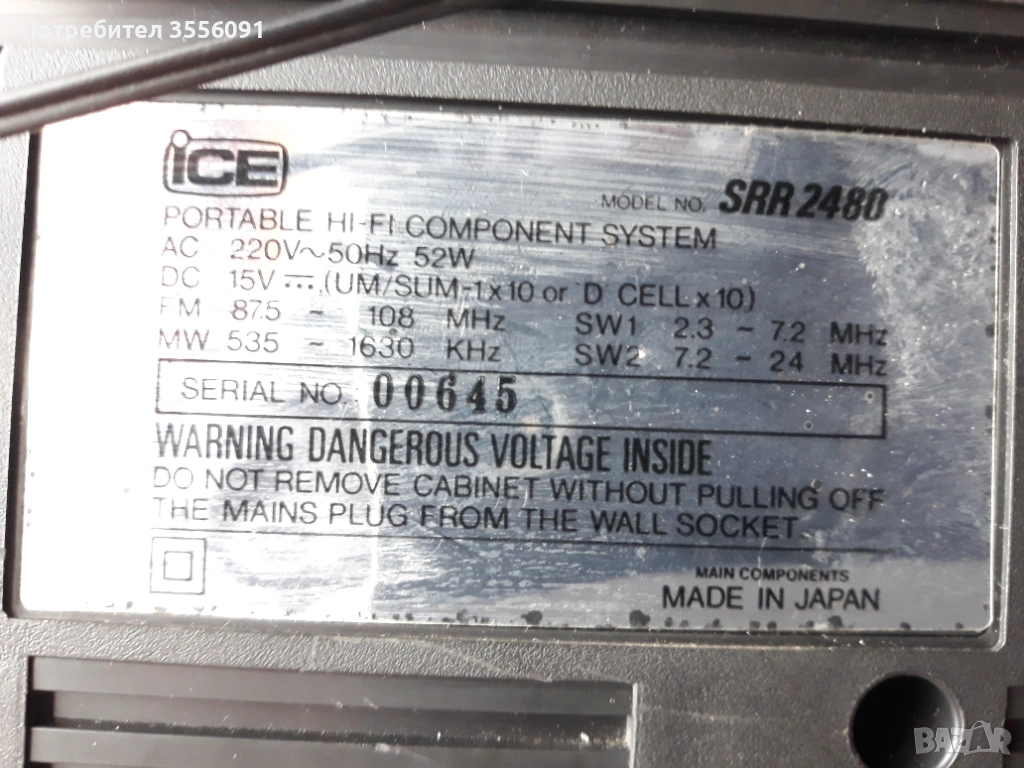 Потребител 3556091
iCE
MODEL NO. SRR 2480
PORTABLE HI-FI COMPONENT SYSTEM
AC 220V~50Hz 52W
DC 15V ⎓ (UM/SUM-1x10 or D CELL x 10)
FM 87.5 ~ 108 MHz SW1 2.3 ~ 7.2 MHz
MW 535 ~ 1630 KHz SW2 7.2 ~ 24 MHz
SERIAL NO. 00645
WARNING DANGEROUS VOLTAGE INSIDE
DO NOT REMOVE CABINET WITHOUT PULLING OFF
THE MAINS PLUG FROM THE WALL SOCKET.
MAIN COMPONENTS
MADE IN JAPAN
BAZAR